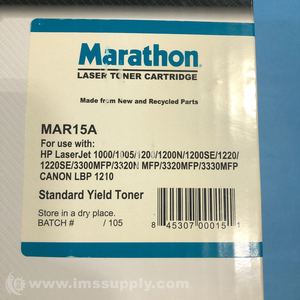 Marathon®
LASER TONER CARTRIDGE
Made from New and Recycled Parts
MAR15A
For use with:
HP LaserJet 1000/1005/1200/1200N/1200SE/1220/
1220SE/3300MFP/3320N MFP/3320MFP/3330MFP
CANON LBP 1210
Standard Yield Toner
Store in a dry place.
BATCH # / 105
8 45307 00015 1
© www.imssupply.com